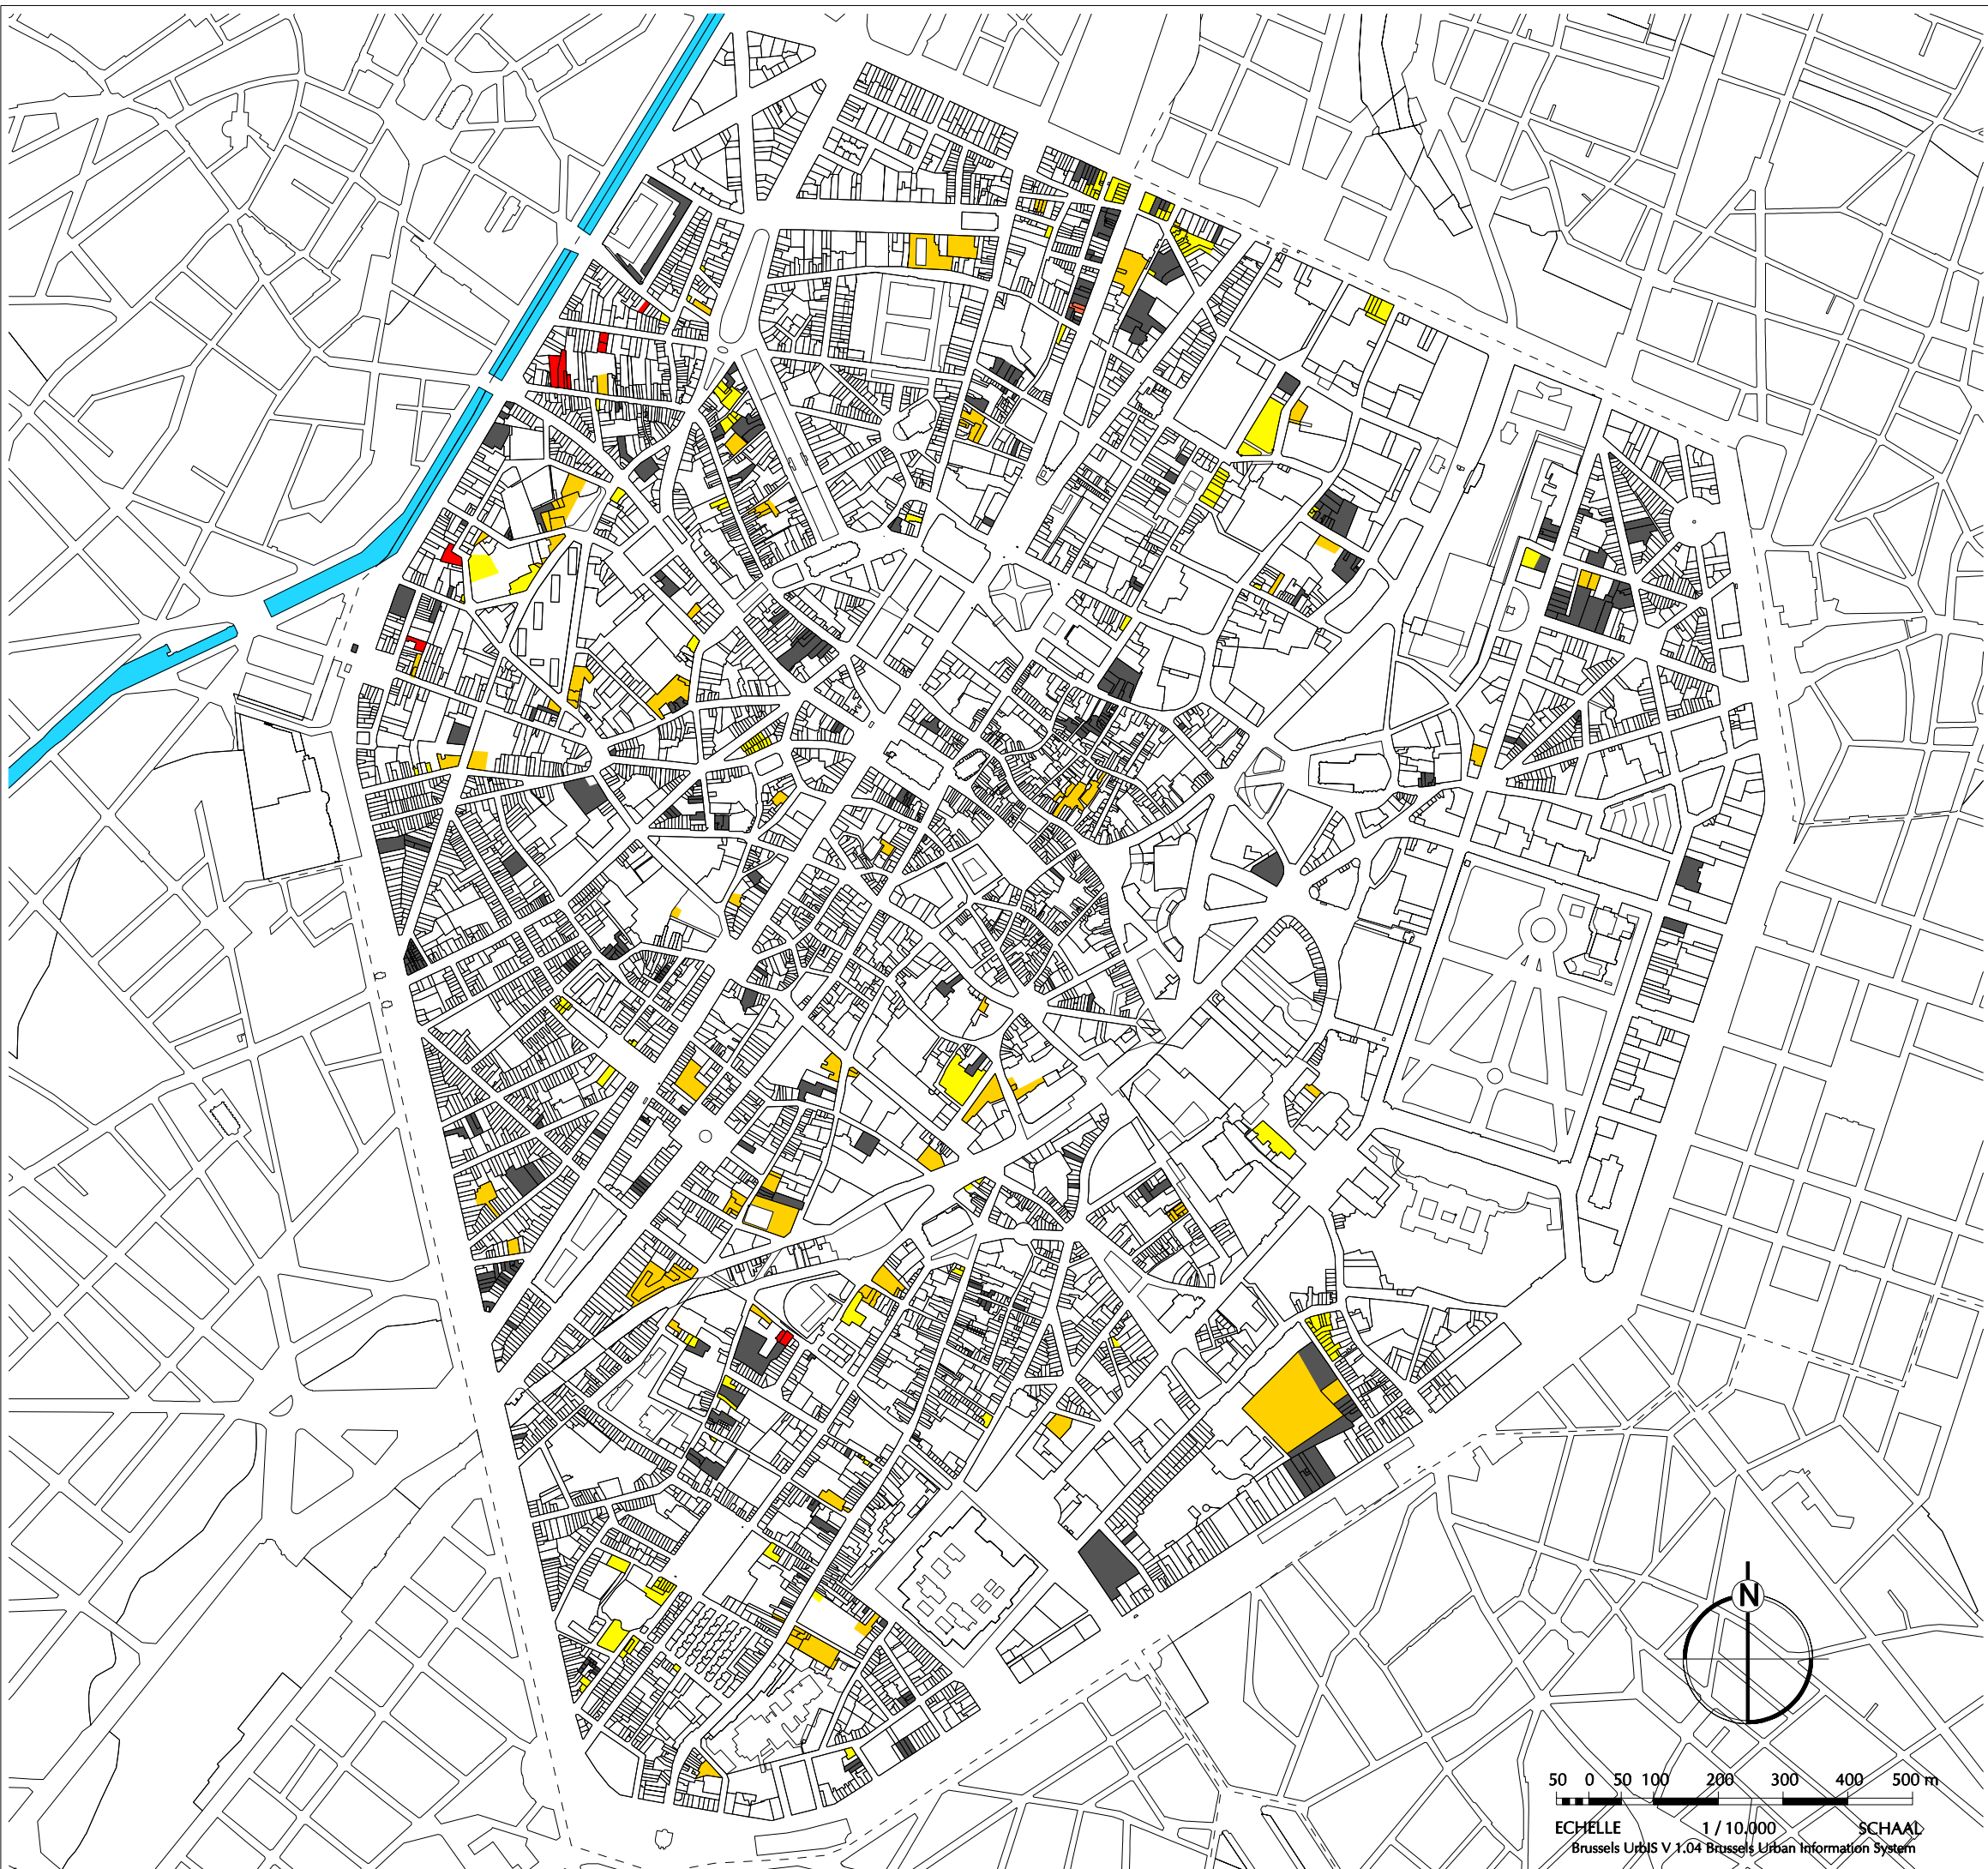 N
50 0 50 100 200 300 400 500 m
ECHELLE 1 / 10.000 SCHAAL
Brussels UrbIS V 1.04 Brussels Urban Information System